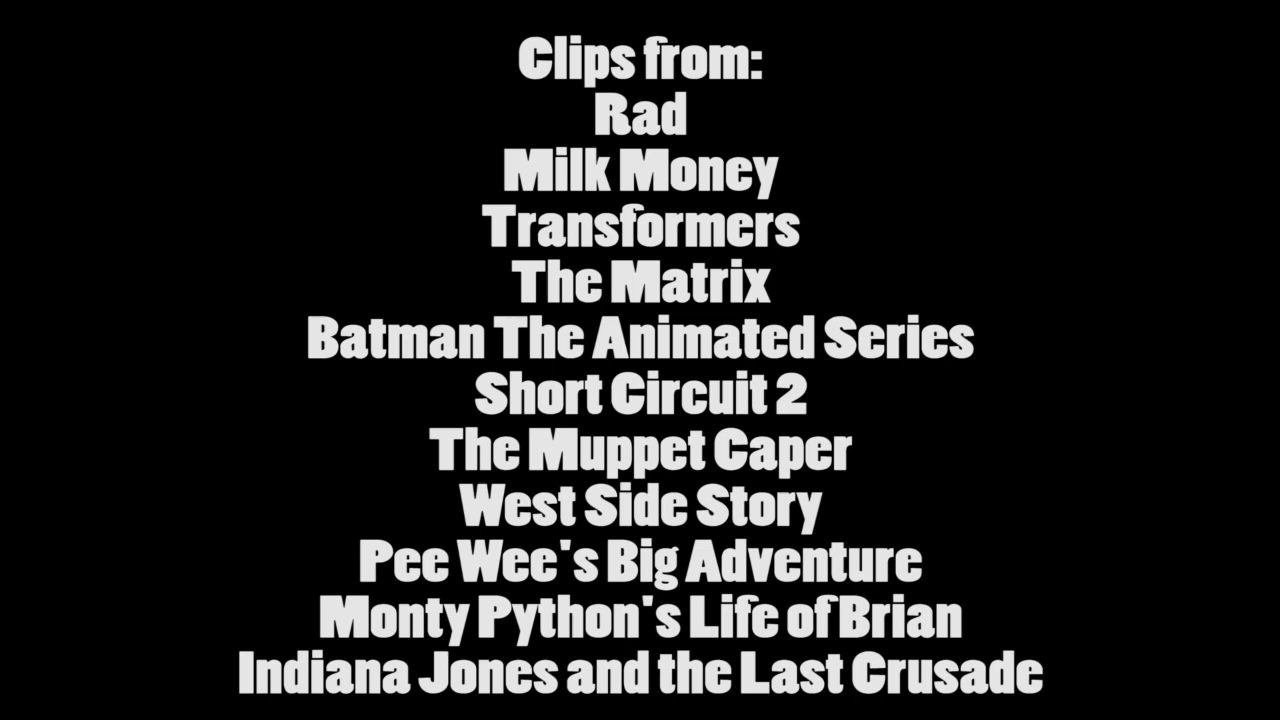 Clips from:
Rad
Milk Money
Transformers
The Matrix
Batman The Animated Series
Short Circuit 2
The Muppet Caper
West Side Story
Pee Wee's Big Adventure
Monty Python's Life of Brian
Indiana Jones and the Last Crusade